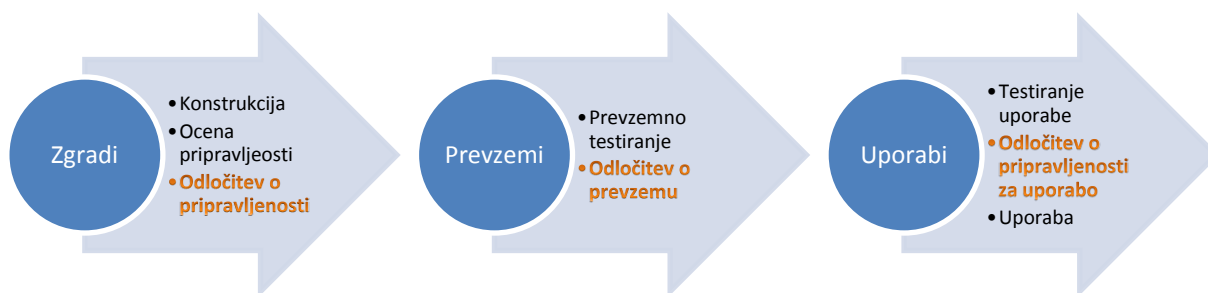 Zgradi
•Konstrukcija
•Ocena
pripravljeosti
•Odločitev o
pripravljenosti
Prevzemi
•Prevzemno
testiranje
•Odločitev o
prevzemu
Uporabi
•Testiranje
uporabe
•Odločitev o
pripravljenosti
za uporabo
•Uporaba